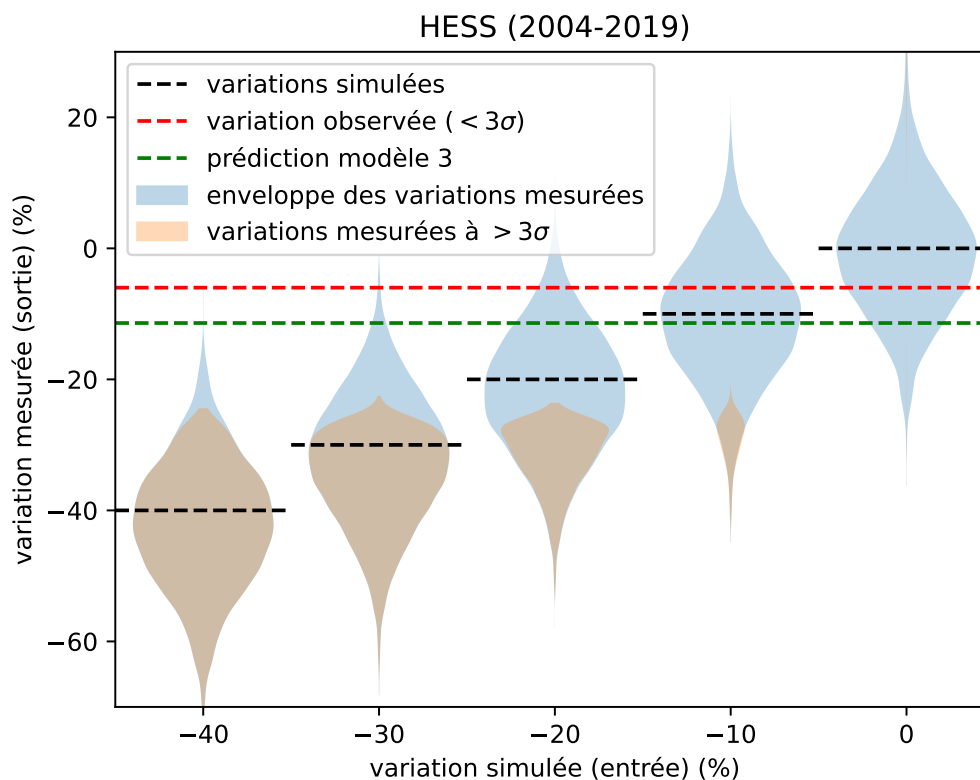 HESS (2004-2019)
variations simulées
variation observée (< 3σ)
prédiction modèle 3
enveloppe des variations mesurées
variations mesurées à > 3σ
variation mesurée (sortie) (%)
20
0
−20
−40
−60
−40
−30
−20
−10
0
variation simulée (entrée) (%)